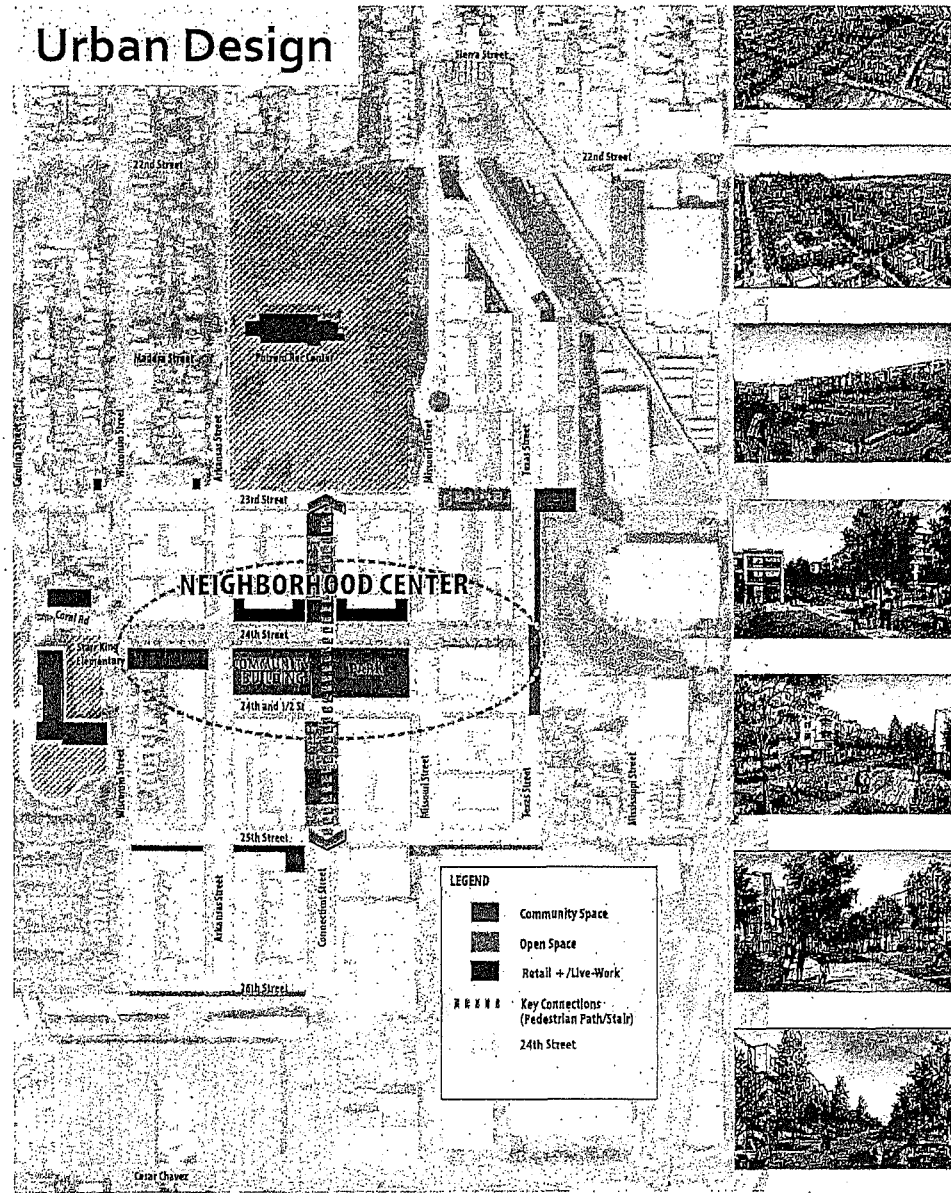 Urban Design
Sierra Street
22nd Street
22nd Street
Potrero Rec Center
Madera Street
Carolina Street
Wisconsin Street
Arkansas Street
Missouri Street
Texas Street
23rd Street
NEIGHBORHOOD CENTER
Coral Rd
24th Street
Starr King
Elementary
COMMUNITY
BUILDING
PARK
24th and 1/2 St
Wisconsin Street
Missouri Street
Texas Street
Mississippi Street
25th Street
Arkansas Street
Connecticut Street
26th Street
LEGEND
Community Space
Open Space
Retail +/Live-Work
Key Connections
(Pedestrian Path/Stair)
24th Street
Cesar Chavez